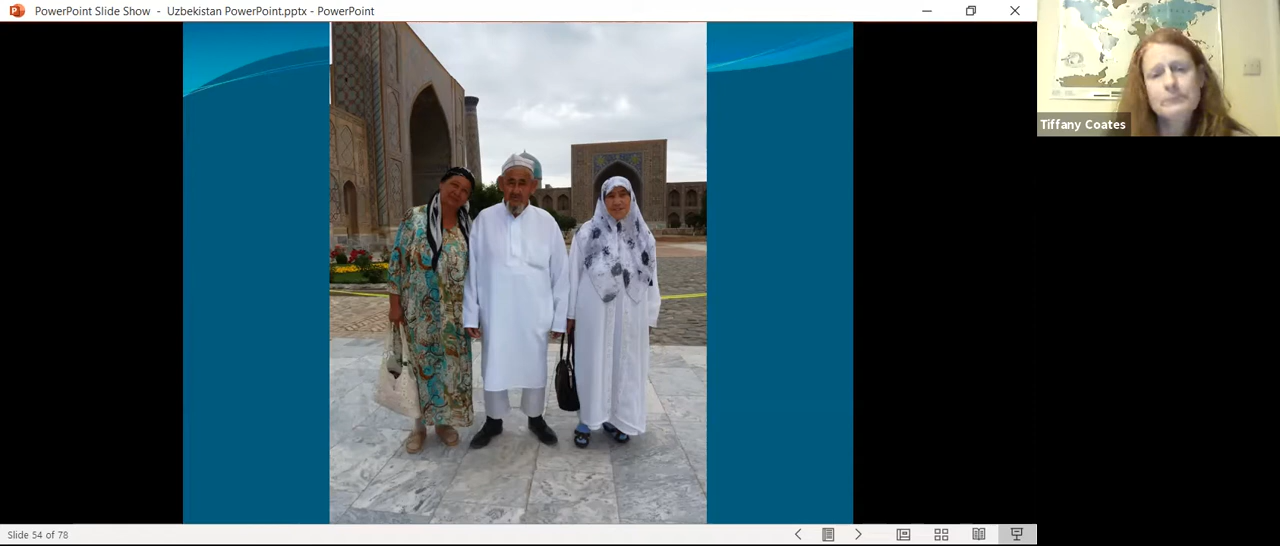 PowerPoint Slide Show - Uzbekistan PowerPoint.pptx - PowerPoint
Tiffany Coates
Slide 54 of 78